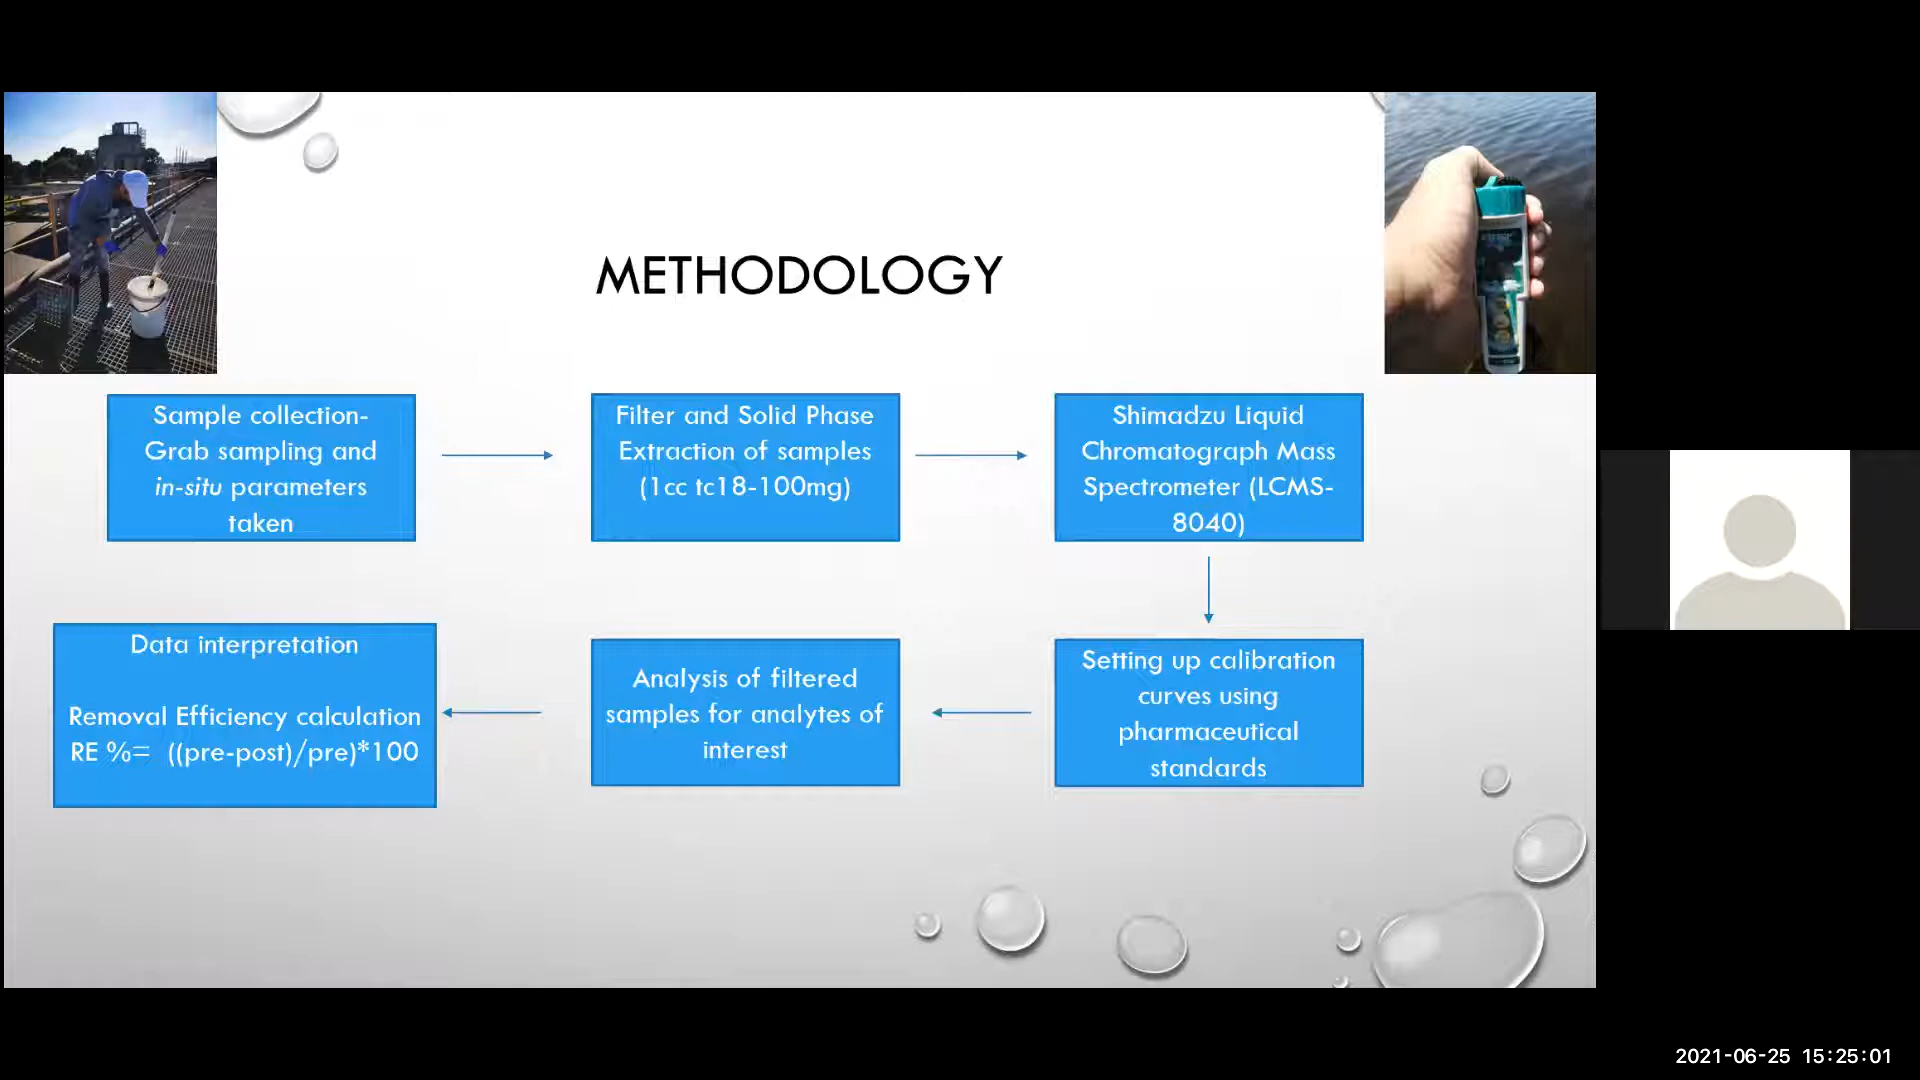 METHODOLOGY
Sample collection-
Grab sampling and
in-situ parameters
taken
Filter and Solid Phase
Extraction of samples
(1cc tc18-100mg)
Shimadzu Liquid
Chromatograph Mass
Spectrometer (LCMS-
8040)
Setting up calibration
curves using
pharmaceutical
standards
Analysis of filtered
samples for analytes of
interest
Data interpretation
Removal Efficiency calculation
RE %= ((pre-post)/pre)*100
2021-06-25 15:25:01